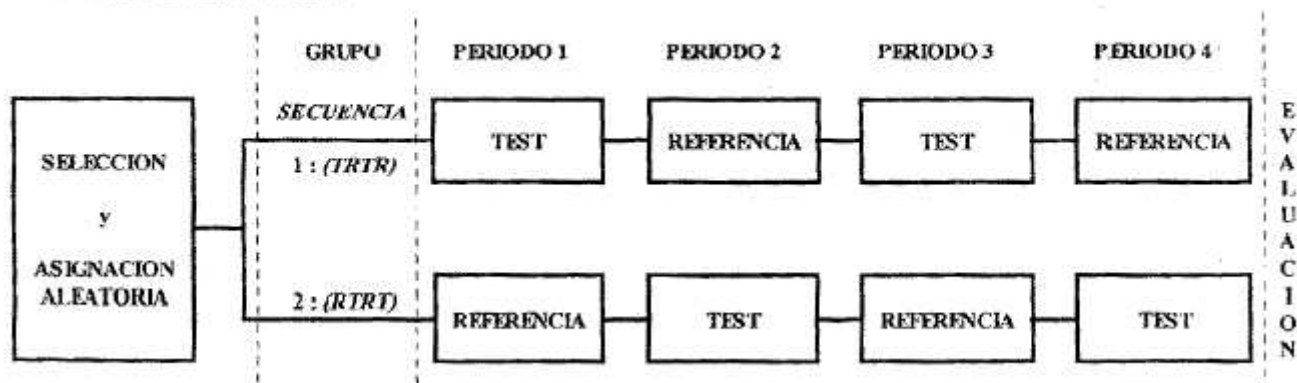 GRUPO PERIODO 1 PERIODO 2 PERIODO 3 PERIODO 4
SECUENCIA
1 : (TRTR)
TEST REFERENCIA TEST REFERENCIA
SELECCION
y
ASIGNACION
ALEATORIA
2 : (RTRT)
REFERENCIA TEST REFERENCIA TEST
EVALUACION